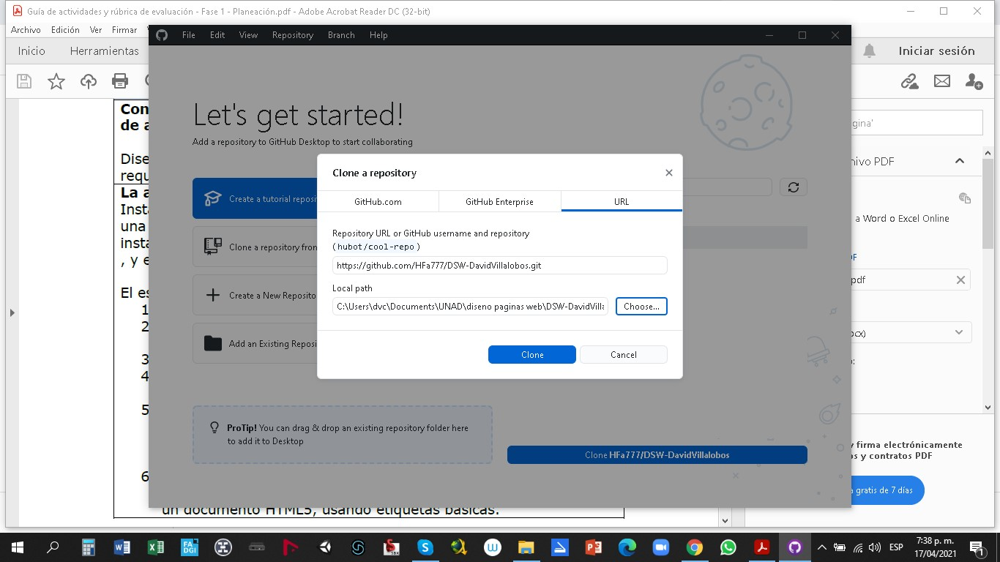 Guía de actividades y rúbrica de evaluación - Fase 1 - Planeación.pdf - Adobe Acrobat Reader DC (32-bit)
Archivo Edición Ver Firmar
File Edit View Repository Branch Help
Inicio Herramientas
Iniciar sesión
Let's get started!
Add a repository to GitHub Desktop to start collaborating
Create a tutorial reposi
Clone a repository from
Create a New Reposito
Add an Existing Reposi
ProTip! You can drag & drop an existing repository folder here
to add it to Desktop
Clone HFa777/DSW-DavidVillalobos
Clone a repository
GitHub.com GitHub Enterprise URL
Repository URL or GitHub username and repository
(hubot/cool-repo)
https://github.com/HFa777/DSW-DavidVillalobos.git
Local path
C:\Users\dvc\Documents\UNAD\diseno paginas web\DSW-DavidVilla
Choose...
Clone Cancel
Con
de a
Dise
requ
La a
Insta
una
insta
, y e
El es
1
2
3
4
5
6
un documento HTML5, usando etiquetas básicas.
gina'
hivo PDF
a Word o Excel Online
DF
pdf
ocx)
o:
y firma electrónicamente
os y contratos PDF
a gratis de 7 días
ESP
7:38 p. m.
17/04/2021
1